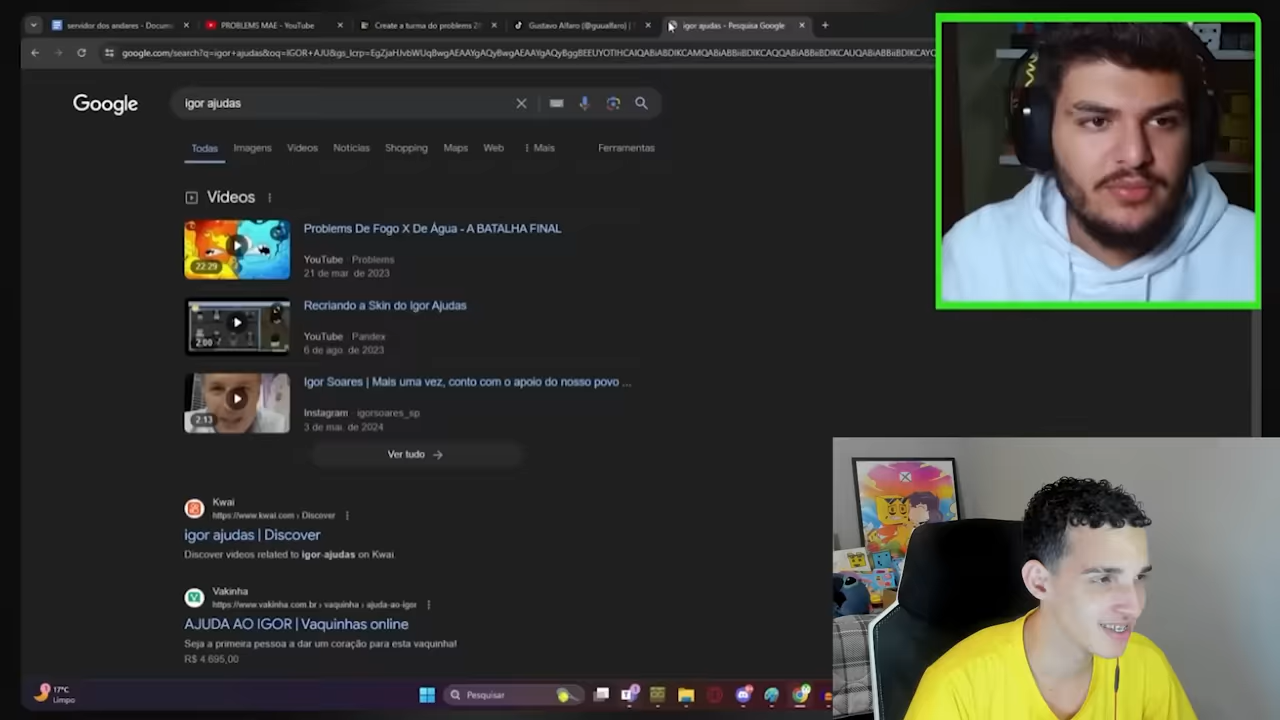 servidor dos andares - Docum
PROBLEMS MAE - YouTube
Create a turma do problems 2
Gustavo Alfaro (@guualfaro) | T
igor ajudas - Pesquisa Google
Google
igor ajudas
Todas
Imagens
Vídeos
Notícias
Shopping
Maps
Web
Mais
Ferramentas
Vídeos
22:29
Problems De Fogo X De Água - A BATALHA FINAL
YouTube · Problems
21 de mar. de 2023
2:00
Recriando a Skin do Igor Ajudas
YouTube · Pandex
6 de ago. de 2023
2:13
Igor Soares | Mais uma vez, conto com o apoio do nosso povo ...
Instagram · igorsoares_sp
3 de mai. de 2024
Ver tudo
Kwai
https://www.kwai.com › Discover
igor ajudas | Discover
Discover videos related to igor-ajudas on Kwai.
Vakinha
https://www.vakinha.com.br › vaquinha › ajuda-ao-igor
AJUDA AO IGOR | Vaquinhas online
Seja a primeira pessoa a dar um coração para esta vaquinha!
R$ 4.695,00
17°C
Limpo
Pesquisar